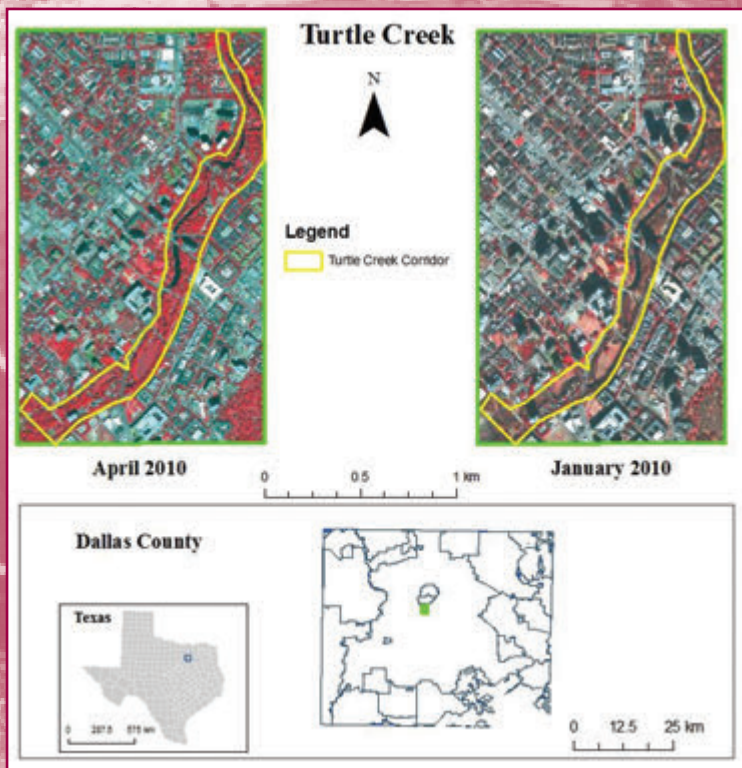 Turtle Creek
N
Legend
Turtle Creek Corridor
April 2010
January 2010
0 0.5 1 km
Dallas County
Texas
0 287.5 575 km
0 12.5 25 km